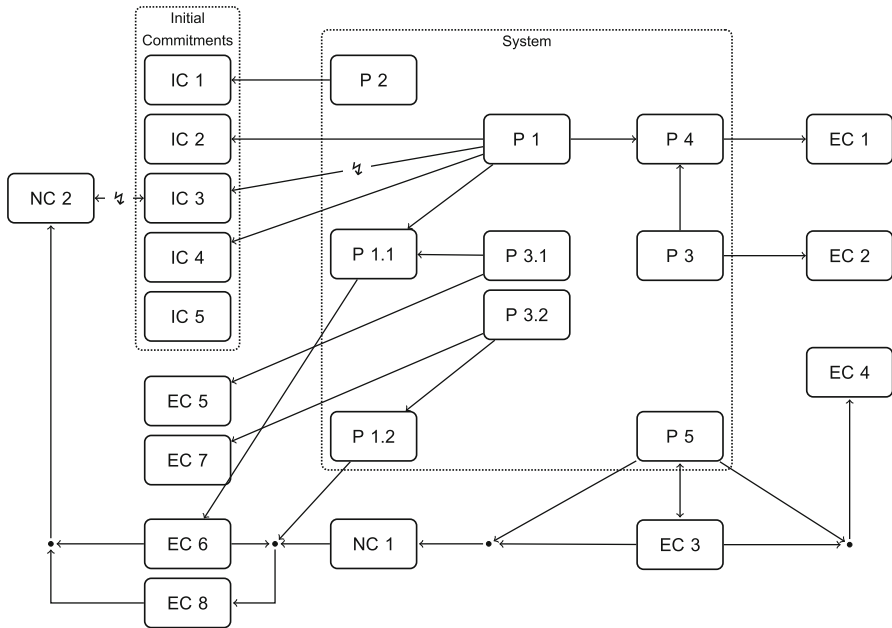 Initial
Commitments
System
IC 1
P 2
IC 2
P 1
P 4
EC 1
NC 2
IC 3
IC 4
P 1.1
P 3.1
P 3
EC 2
IC 5
P 3.2
EC 4
EC 5
EC 7
P 1.2
P 5
EC 6
NC 1
EC 3
EC 8